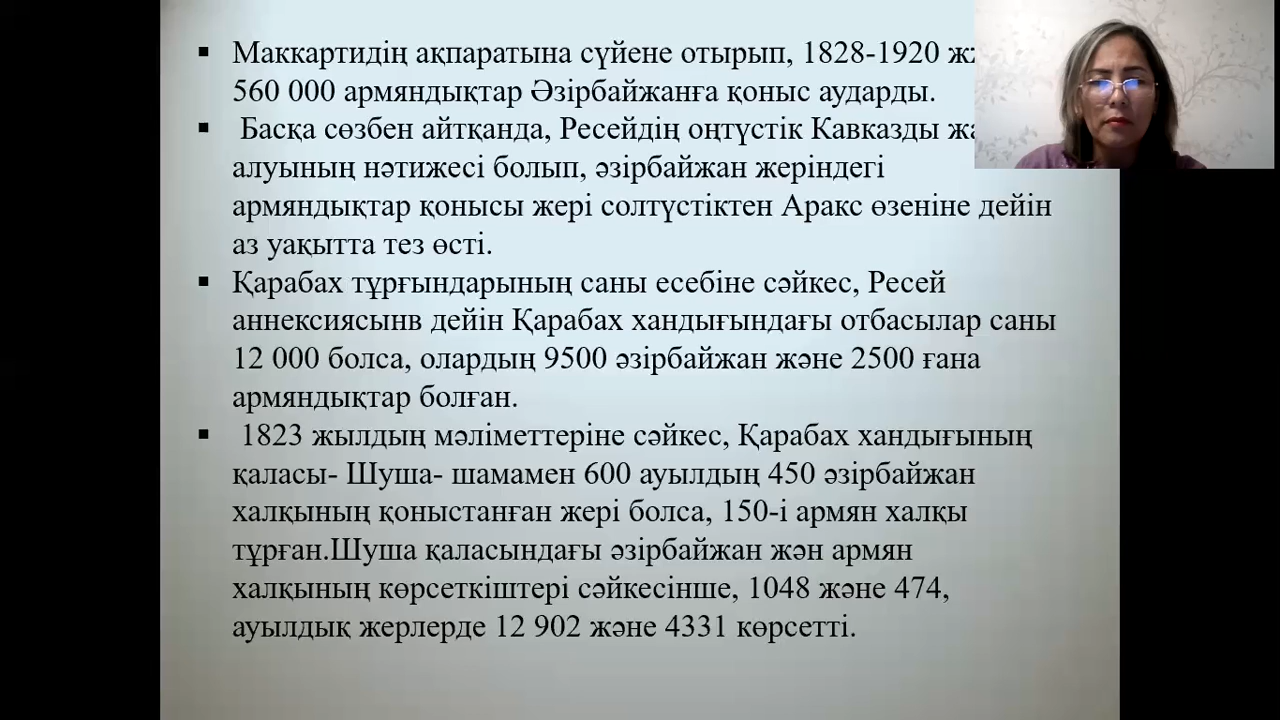 ▪ Маккартидің ақпаратына сүйене отырып, 1828-1920
560 000 армяндықтар Әзірбайжанға қоныс аударды.
▪ Басқа сөзбен айтқанда, Ресейдің оңтүстік Кавказды
алуының нәтижесі болып, әзірбайжан жеріндегі
армяндықтар қонысы жері солтүстіктен Аракс өзеніне дейін
аз уақытта тез өсті.
▪ Қарабах тұрғындарының саны есебіне сәйкес, Ресей
аннексиясынв дейін Қарабах хандығындағы отбасылар саны
12 000 болса, олардың 9500 әзірбайжан және 2500 ғана
армяндықтар болған.
▪ 1823 жылдың мәліметтеріне сәйкес, Қарабах хандығының
қаласы- Шуша- шамамен 600 ауылдың 450 әзірбайжан
халқының қоныстанған жері болса, 150-і армян халқы
тұрған.Шуша қаласындағы әзірбайжан жән армян
халқының көрсеткіштері сәйкесінше, 1048 және 474,
ауылдық жерлерде 12 902 және 4331 көрсетті.